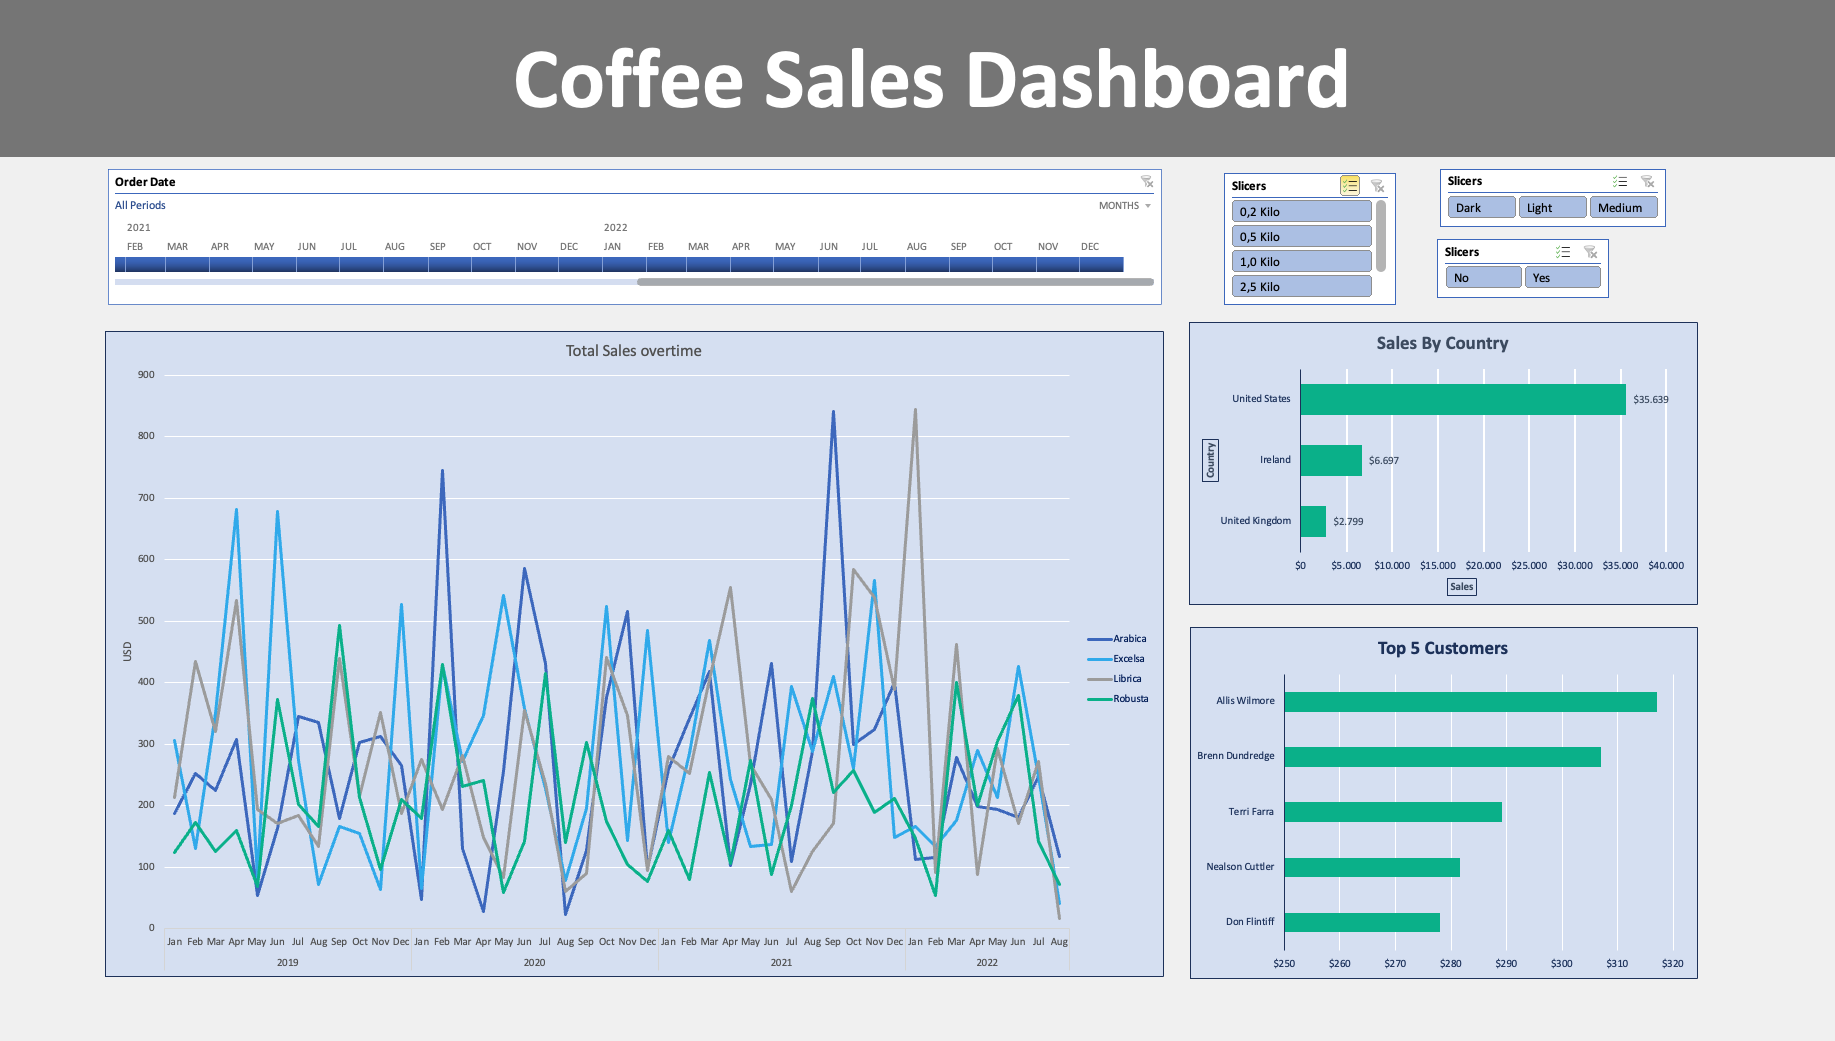 Coffee Sales Dashboard
Order Date
All Periods
MONTHS
2021 2022
FEB MAR APR MAY JUN JUL AUG SEP OCT NOV DEC JAN FEB MAR APR MAY JUN JUL AUG SEP OCT NOV DEC
Slicers
0,2 Kilo
0,5 Kilo
1,0 Kilo
2,5 Kilo
Slicers
Dark Light Medium
Slicers
No Yes
Total Sales overtime
900
800
700
600
500
400
300
200
100
0
USD
Jan Feb Mar Apr May Jun Jul Aug Sep Oct Nov Dec Jan Feb Mar Apr May Jun Jul Aug Sep Oct Nov Dec Jan Feb Mar Apr May Jun Jul Aug Sep Oct Nov Dec Jan Feb Mar Apr May Jun Jul Aug
2019 2020 2021 2022
Arabica
Excelsa
Librica
Robusta
Sales By Country
Country
United States $35.639
Ireland $6.697
United Kingdom $2.799
$0 $5.000 $10.000 $15.000 $20.000 $25.000 $30.000 $35.000 $40.000
Sales
Top 5 Customers
Allis Wilmore
Brenn Dundredge
Terri Farra
Nealson Cuttler
Don Flintiff
$250 $260 $270 $280 $290 $300 $310 $320